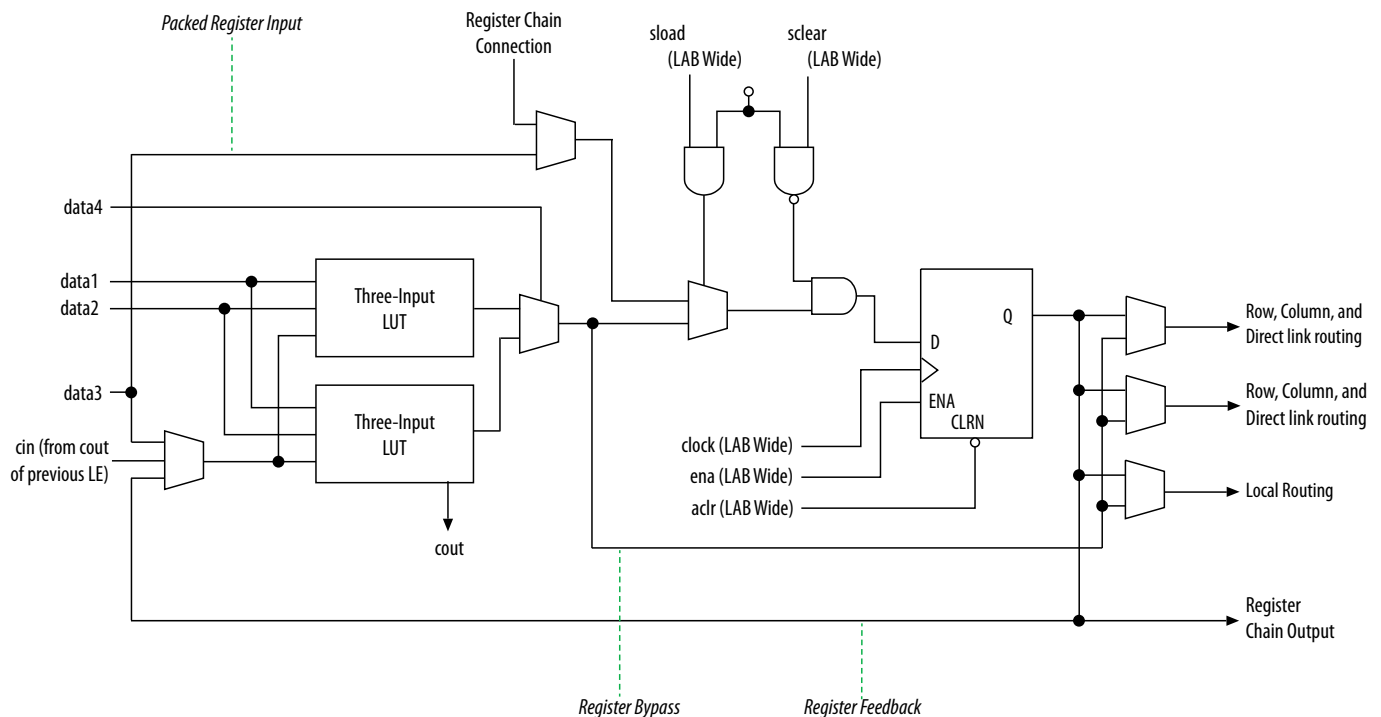 Packed Register Input
Register Chain
Connection
sload
(LAB Wide)
sclear
(LAB Wide)
data4
data1
data2
Three-Input
LUT
data3
Three-Input
LUT
cin (from cout
of previous LE)
cout
Q
D
ENA
CLRN
clock (LAB Wide)
ena (LAB Wide)
aclr (LAB Wide)
Row, Column, and
Direct link routing
Row, Column, and
Direct link routing
Local Routing
Register
Chain Output
Register Bypass
Register Feedback